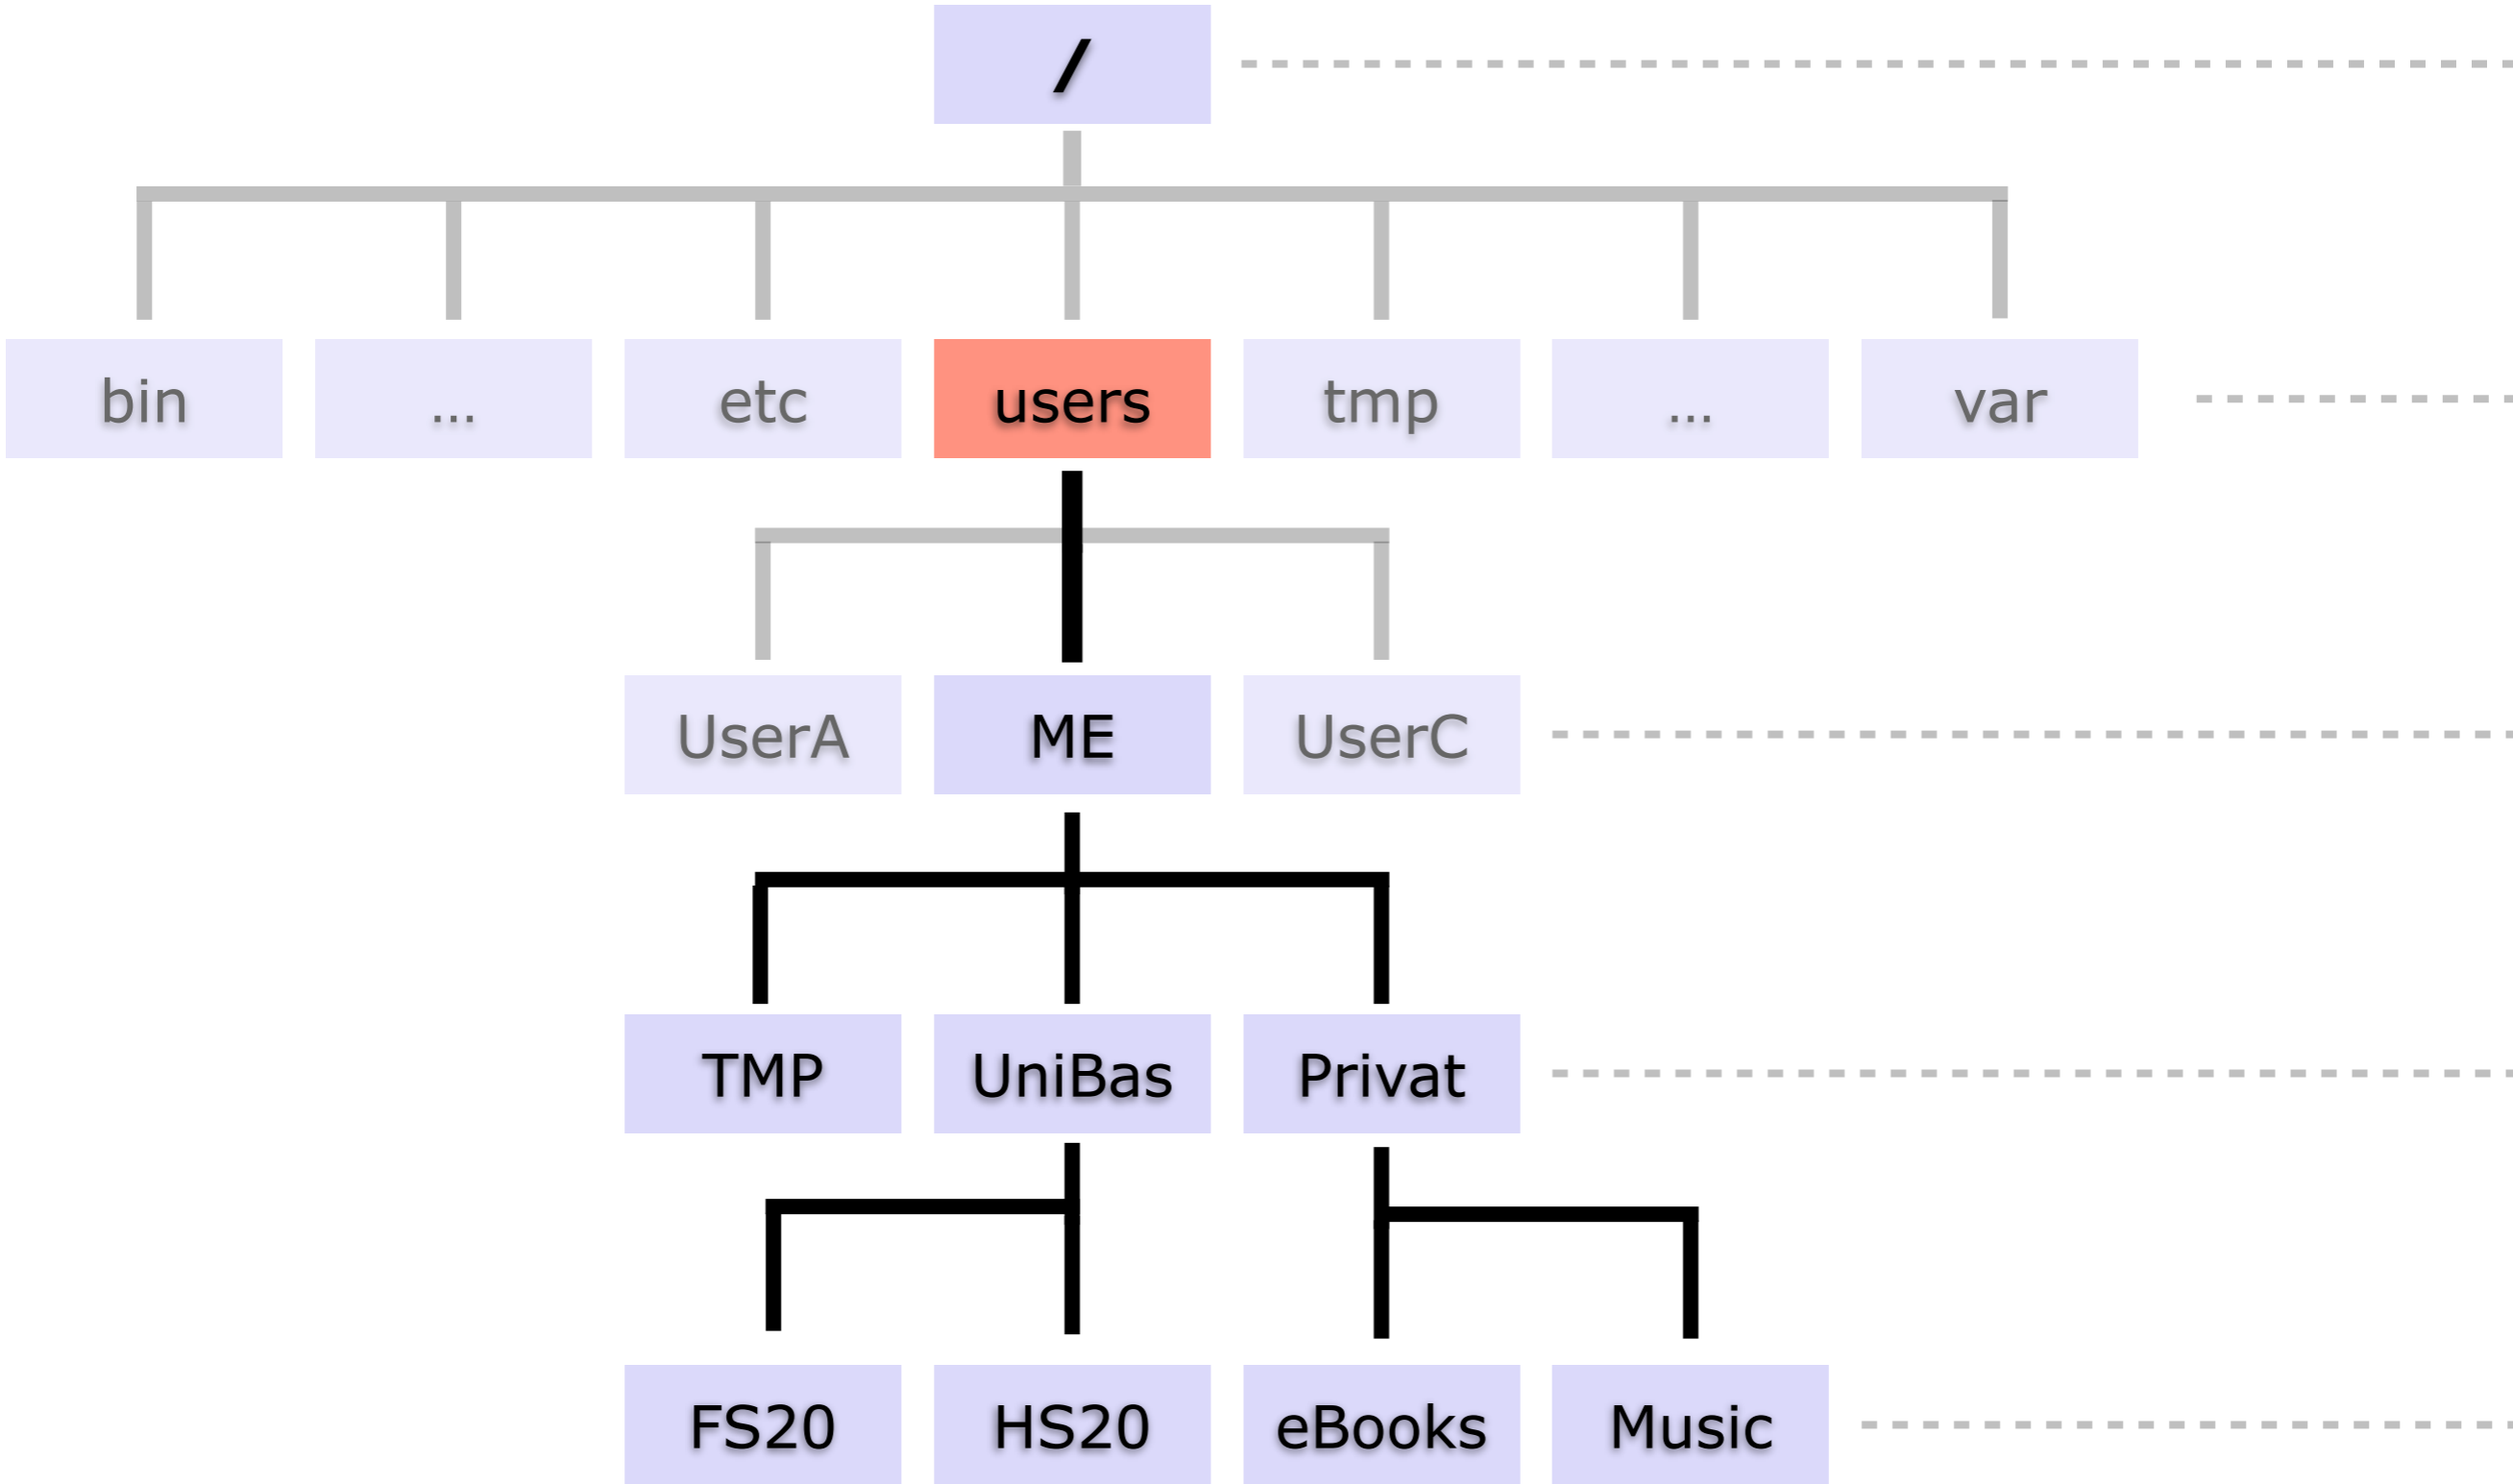 /
bin ... etc users tmp ... var
UserA ME UserC
TMP UniBas Privat
FS20 HS20 eBooks Music